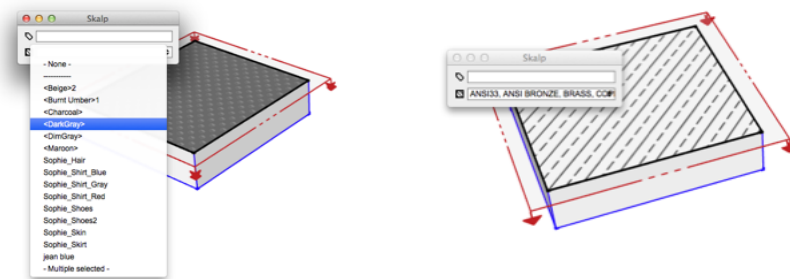 Skalp
- None -
------------
<Beige>2
<Burnt Umber>1
<Charcoal>
<DarkGray>
<DimGray>
<Maroon>
Sophie_Hair
Sophie_Shirt_Blue
Sophie_Shirt_Gray
Sophie_Shirt_Red
Sophie_Shoes
Sophie_Shoes2
Sophie_Skin
Sophie_Skirt
jean blue
- Multiple selected -
Skalp
ANSI33, ANSI BRONZE, BRASS,